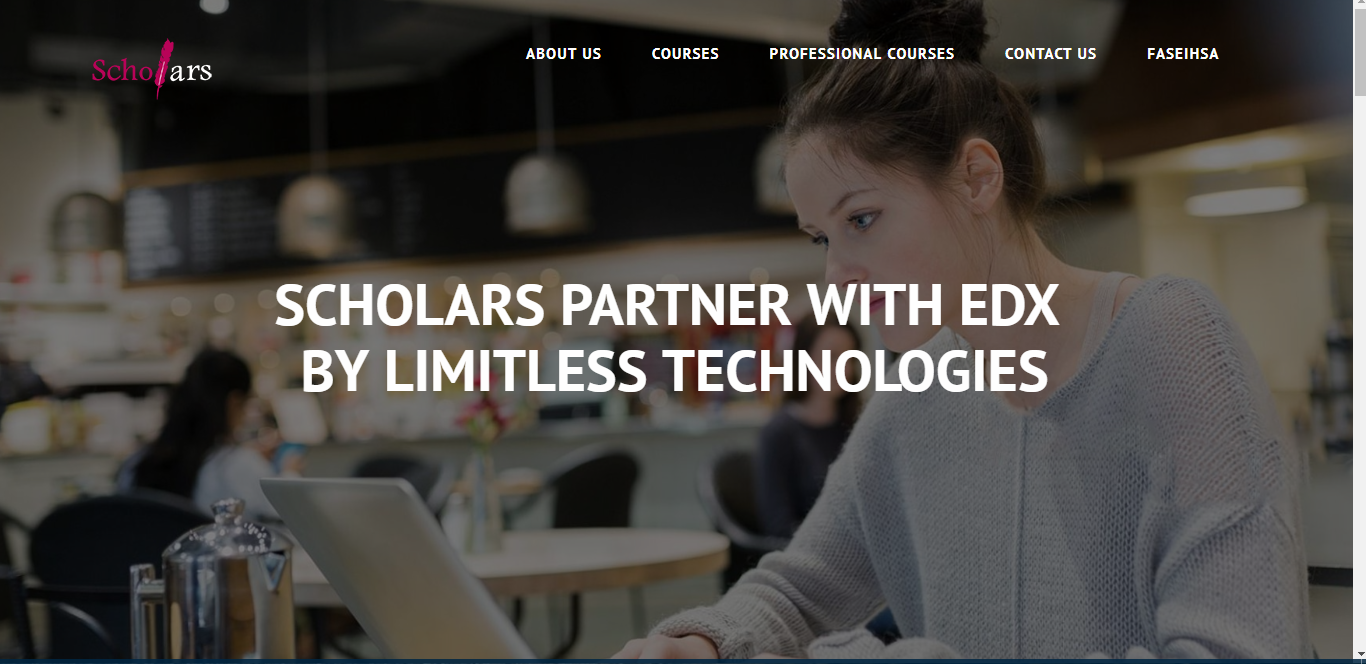 Scholars
ABOUT US COURSES PROFESSIONAL COURSES CONTACT US FASEIHSA
SCHOLARS PARTNER WITH EDX
BY LIMITLESS TECHNOLOGIES